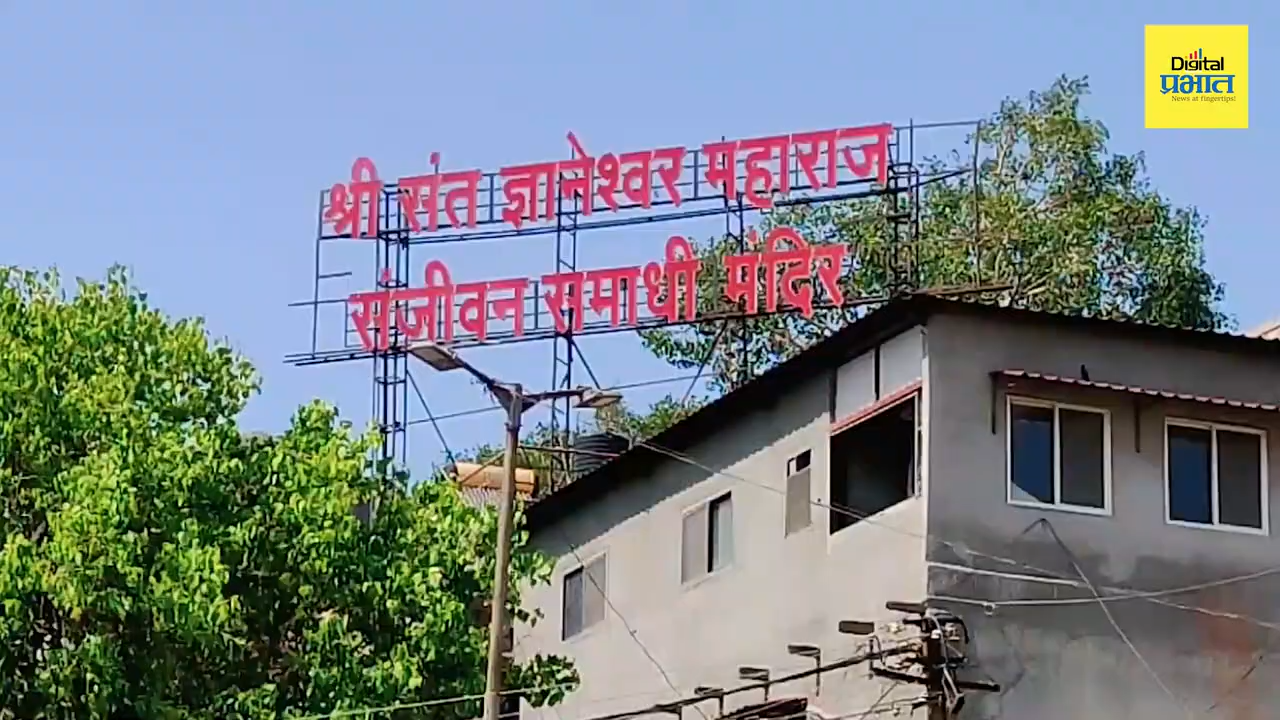 श्री संत ज्ञानेश्वर महाराज
संजीवन समाधी मंदिर
Digital
प्रभात
News at fingertips!